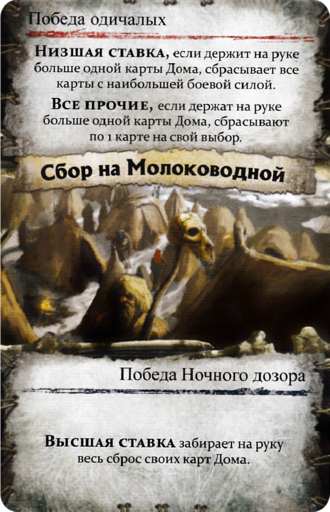 Победа одичалых
Низшая ставка, если держит на руке
больше одной карты Дома, сбрасывает все
карты с наибольшей боевой силой.
Все прочие, если держат на руке
больше одной карты Дома, сбрасывают
по 1 карте на свой выбор.
Сбор на Молоководной
Победа Ночного дозора
Высшая ставка забирает на руку
весь сброс своих карт Дома.